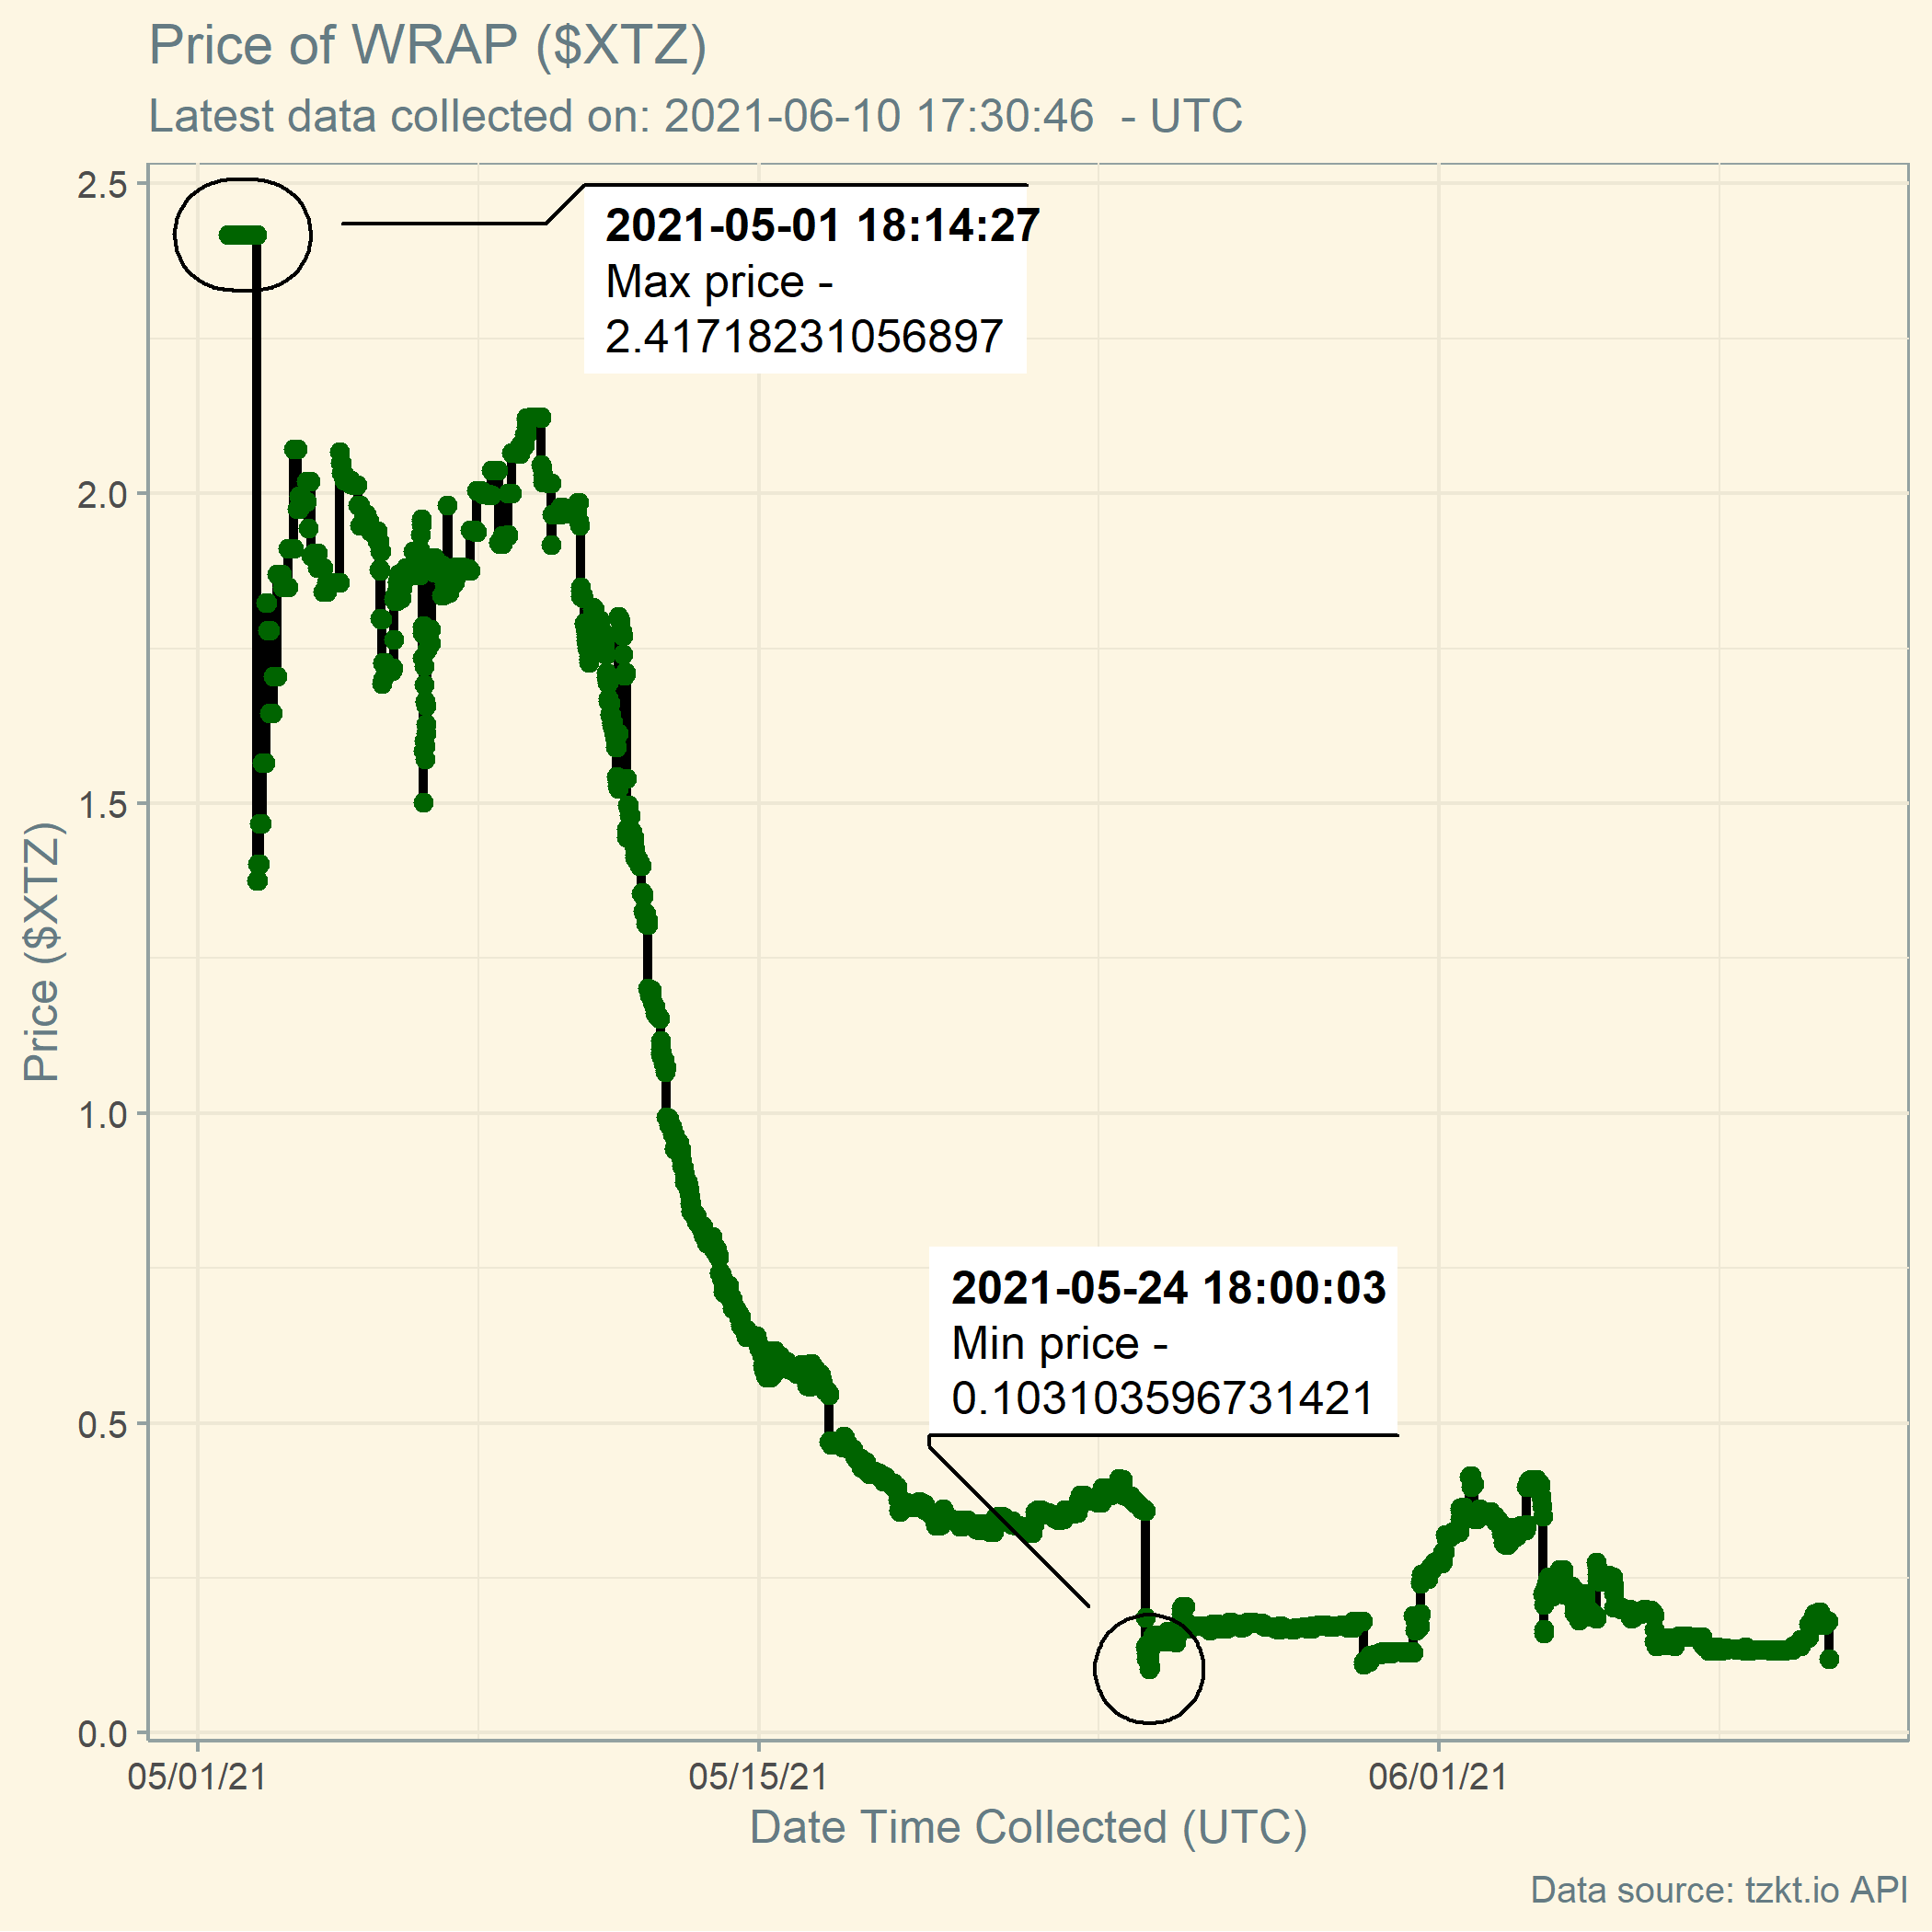 Price of WRAP ($XTZ)
Latest data collected on: 2021-06-10 17:30:46  - UTC
2.5
2021-05-01 18:14:27
Max price -
2.41718231056897
2.0
1.5
Price ($XTZ)
1.0
2021-05-24 18:00:03
Min price -
0.103103596731421
0.5
0.0
05/01/21 05/15/21 06/01/21
Date Time Collected (UTC)
Data source: tzkt.io API